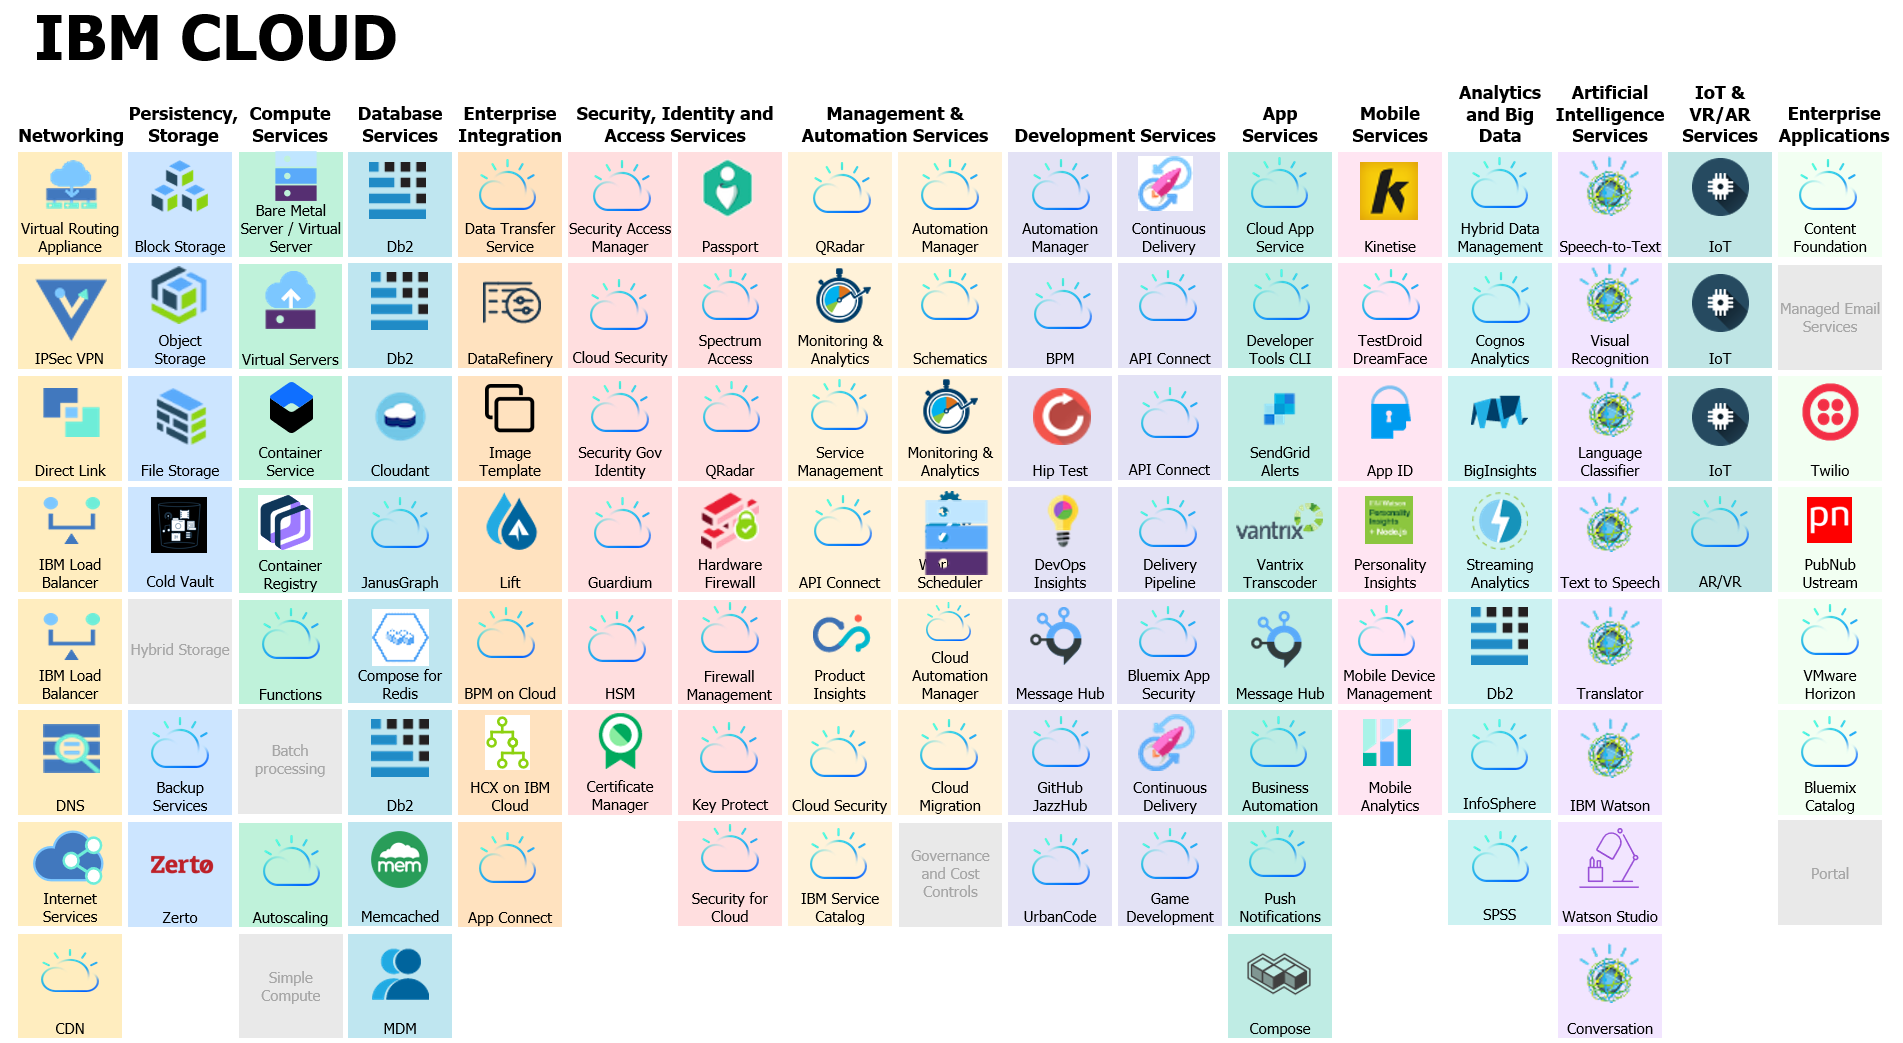 IBM CLOUD
Networking
Persistency,
Storage
Compute
Services
Database
Services
Enterprise
Integration
Security, Identity and
Access Services
Management &
Automation Services
Development Services
App
Services
Mobile
Services
Analytics
and Big
Data
Artificial
Intelligence
Services
IoT &
VR/AR
Services
Enterprise
Applications
Virtual Routing
Appliance
Block Storage
Bare Metal
Server / Virtual
Server
Db2
Data Transfer
Service
Security Access
Manager
Passport
QRadar
Automation
Manager
Automation
Manager
Continuous
Delivery
Cloud App
Service
k
Kinetise
Hybrid Data
Management
Speech-to-Text
IoT
Content
Foundation
IPSec VPN
Object
Storage
Virtual Servers
Db2
DataRefinery
Cloud Security
Spectrum
Access
Monitoring &
Analytics
Schematics
BPM
API Connect
Developer
Tools CLI
TestDroid
DreamFace
Cognos
Analytics
Visual
Recognition
IoT
Managed Email
Services
Direct Link
File Storage
Container
Service
Cloudant
Image
Template
Security Gov
Identity
QRadar
Service
Management
Monitoring &
Analytics
Hip Test
API Connect
SendGrid
Alerts
App ID
BigInsights
Language
Classifier
IoT
Twilio
IBM Load
Balancer
Cold Vault
Container
Registry
JanusGraph
Lift
Guardium
Hardware
Firewall
API Connect
Scheduler
DevOps
Insights
Delivery
Pipeline
vantrix
Vantrix
Transcoder
IBM Watson
Personality
Insights
Node.js
Personality
Insights
Streaming
Analytics
Text to Speech
AR/VR
pn
PubNub
Ustream
IBM Load
Balancer
Hybrid Storage
Functions
Compose for
Redis
BPM on Cloud
HSM
Firewall
Management
Product
Insights
Cloud
Automation
Manager
Message Hub
Bluemix App
Security
Message Hub
Mobile Device
Management
Db2
Translator
VMware
Horizon
DNS
Backup
Services
Batch
processing
Db2
HCX on IBM
Cloud
Certificate
Manager
Key Protect
Cloud Security
Cloud
Migration
GitHub
JazzHub
Continuous
Delivery
Business
Automation
Mobile
Analytics
InfoSphere
IBM Watson
Bluemix
Catalog
Internet
Services
Zerto
Zerto
Autoscaling
mem
Memcached
App Connect
Security for
Cloud
IBM Service
Catalog
Governance
and Cost
Controls
UrbanCode
Game
Development
Push
Notifications
SPSS
Watson Studio
Portal
CDN
Simple
Compute
MDM
Compose
Conversation